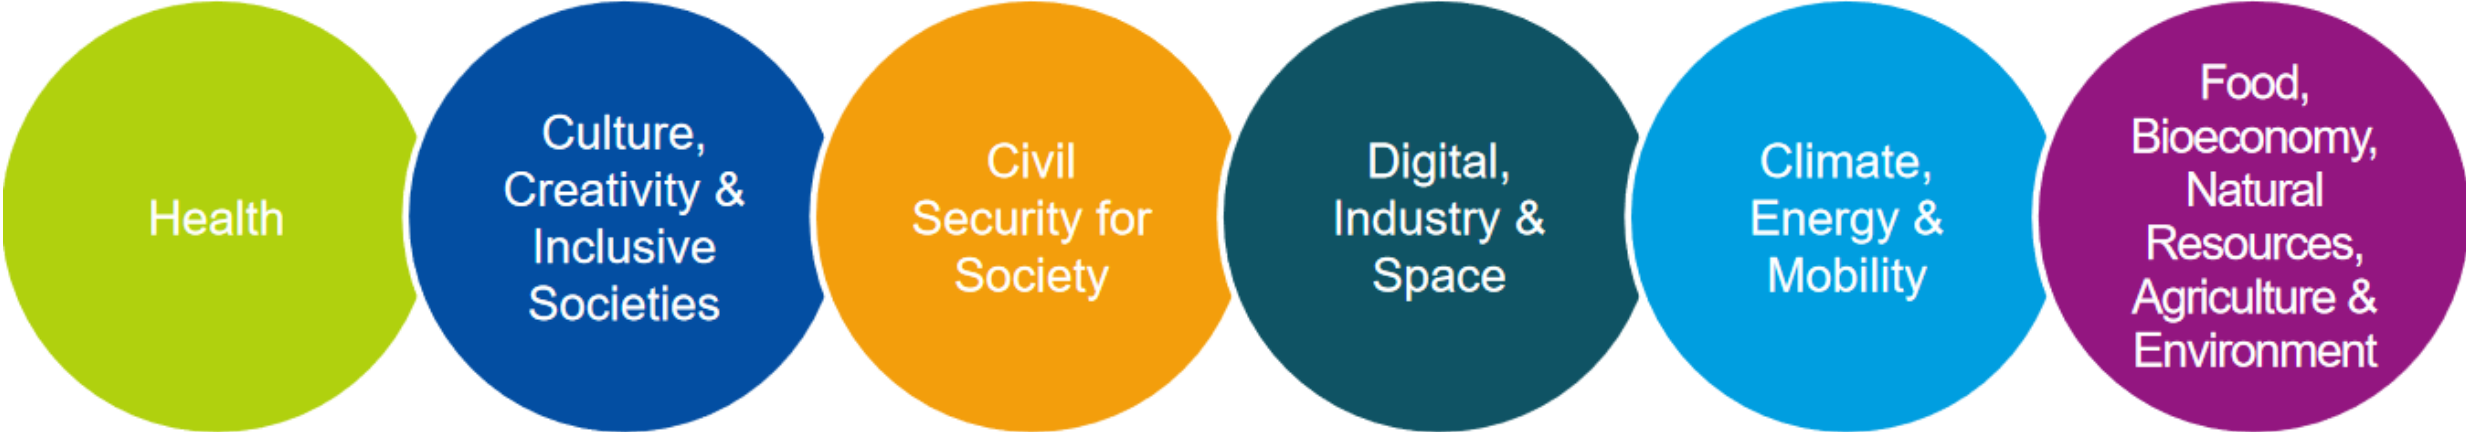 Health
Culture,
Creativity &
Inclusive
Societies
Civil
Security for
Society
Digital,
Industry &
Space
Climate,
Energy &
Mobility
Food,
Bioeconomy,
Natural
Resources,
Agriculture &
Environment